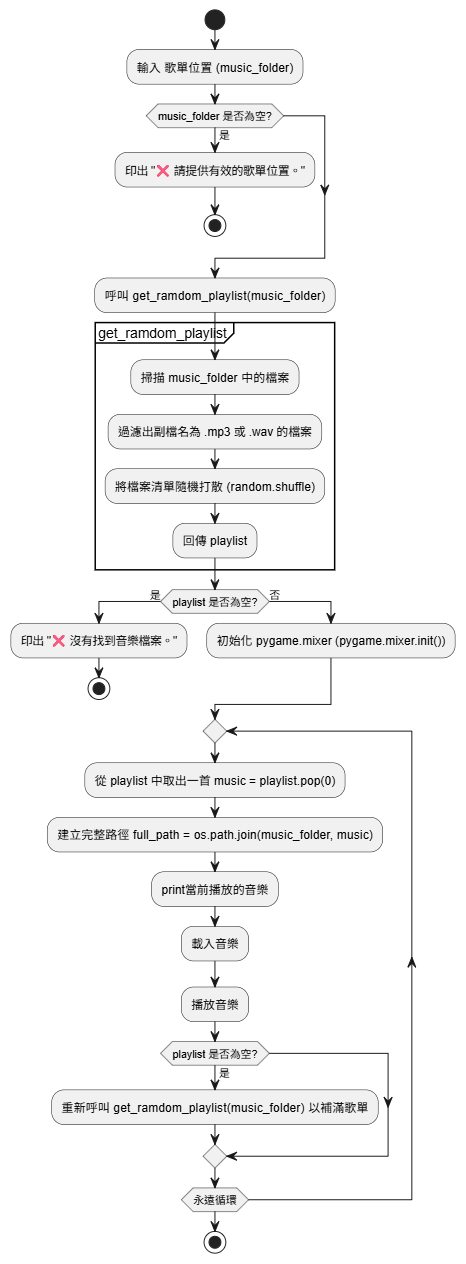 輸入 歌單位置 (music_folder)
music_folder 是否為空?
是
印出 "❌ 請提供有效的歌單位置。"
呼叫 get_ramdom_playlist(music_folder)
get_ramdom_playlist
掃描 music_folder 中的檔案
過濾出副檔名為 .mp3 或 .wav 的檔案
將檔案清單隨機打散 (random.shuffle)
回傳 playlist
是
playlist 是否為空?
否
印出 "❌ 沒有找到音樂檔案。"
初始化 pygame.mixer (pygame.mixer.init())
從 playlist 中取出一首 music = playlist.pop(0)
建立完整路徑 full_path = os.path.join(music_folder, music)
print當前播放的音樂
載入音樂
播放音樂
playlist 是否為空?
是
重新呼叫 get_ramdom_playlist(music_folder) 以補滿歌單
永遠循環